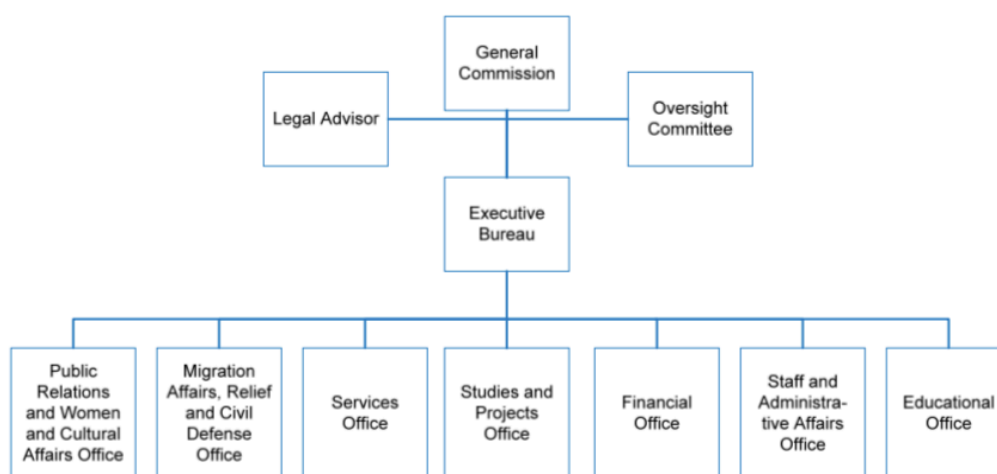 General
Commission
Legal Advisor
Oversight
Committee
Executive
Bureau
Public
Relations
and Women
and Cultural
Affairs Office
Migration
Affairs, Relief
and Civil
Defense
Office
Services
Office
Studies and
Projects
Office
Financial
Office
Staff and
Administra-
tive Affairs
Office
Educational
Office